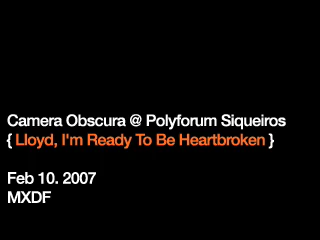 Camera Obscura @ Polyforum Siqueiros
{ Lloyd, I'm Ready To Be Heartbroken }
Feb 10. 2007
MXDF